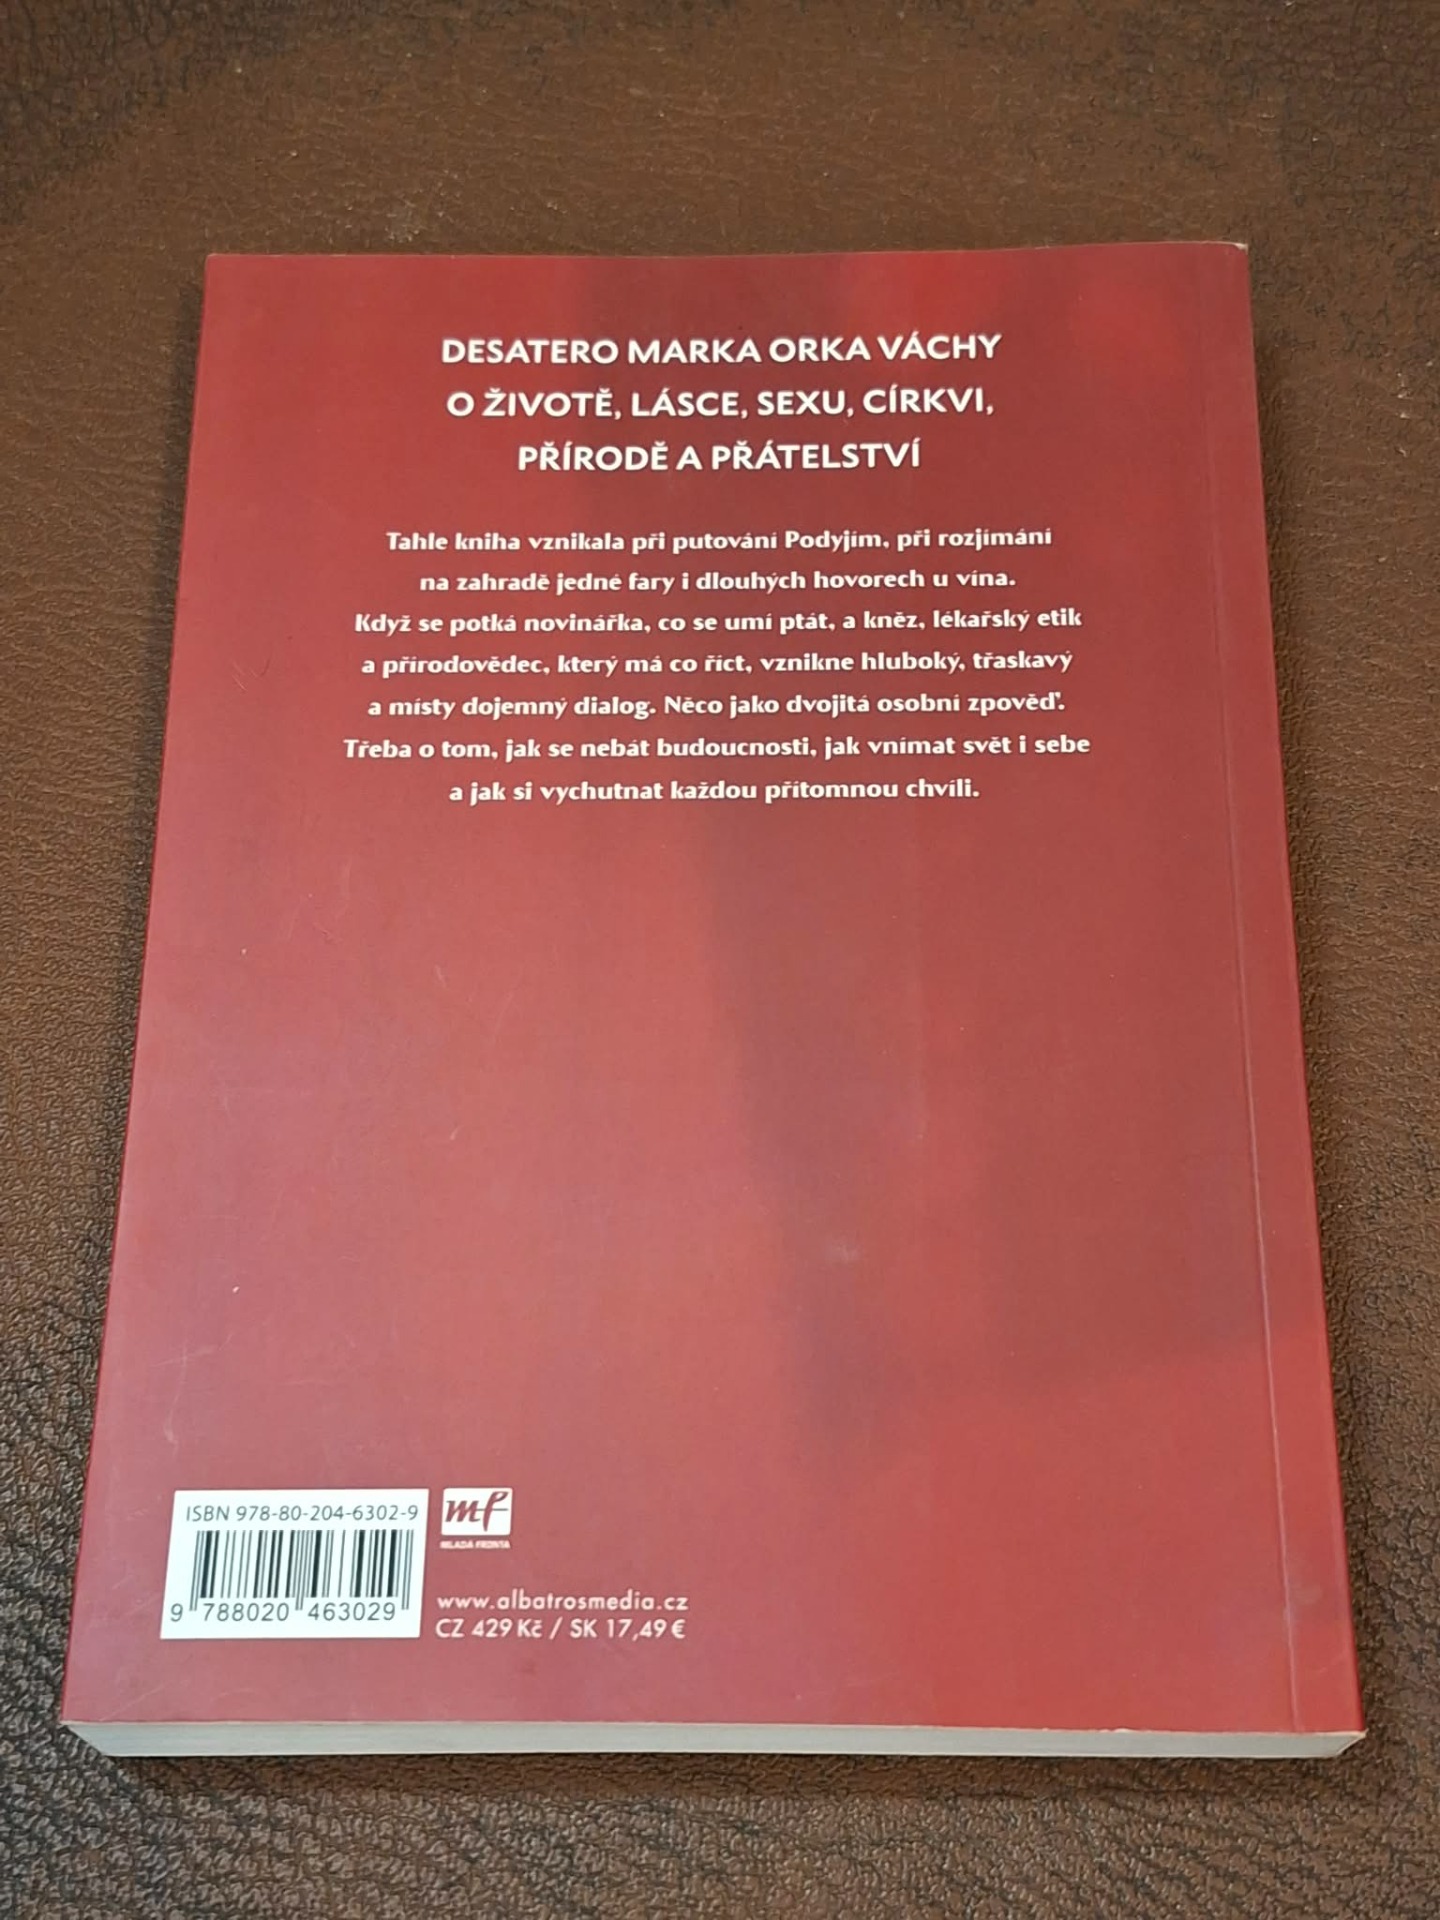 DESATERO MARKA ORKA VÁCHY
O ŽIVOTĚ, LÁSCE, SEXU, CÍRKVI,
PŘÍRODĚ A PŘÁTELSTVÍ
Tahle kniha vznikala při putování Podyjím, při rozjímání
na zahradě jedné fary i dlouhých hovorech u vína.
Když se potká novinářka, co se umí ptát, a kněz, lékařský etik
a přírodovědec, který má co říct, vznikne hluboký, třaskavý
a místy dojemný dialog. Něco jako dvojitá osobní zpověď.
Třeba o tom, jak se nebát budoucnosti, jak vnímat svět i sebe
a jak si vychutnat každou přítomnou chvíli.
ISBN 978-80-204-6302-9
9 788020 463029
mf
MLADÁ FRONTA
www.albatrosmedia.cz
CZ 429 Kč / SK 17,49 €